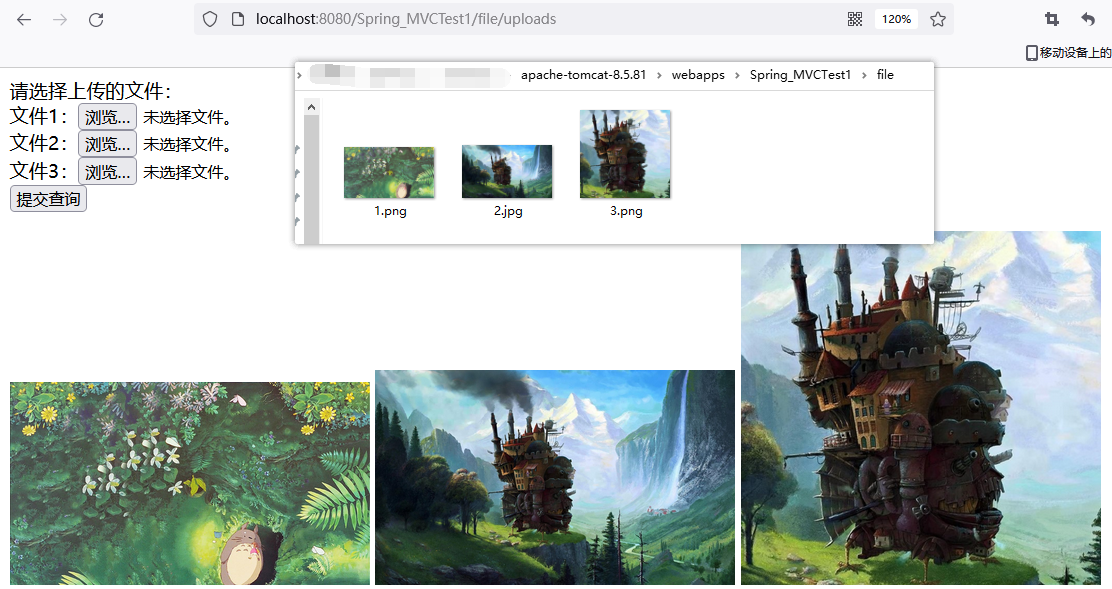 localhost:8080/Spring_MVCTest1/file/uploads
120%
移动设备上的
apache-tomcat-8.5.81 › webapps › Spring_MVCTest1 › file
请选择上传的文件：
文件1： 浏览… 未选择文件。
文件2： 浏览… 未选择文件。
文件3： 浏览… 未选择文件。
提交查询
1.png
2.jpg
3.png